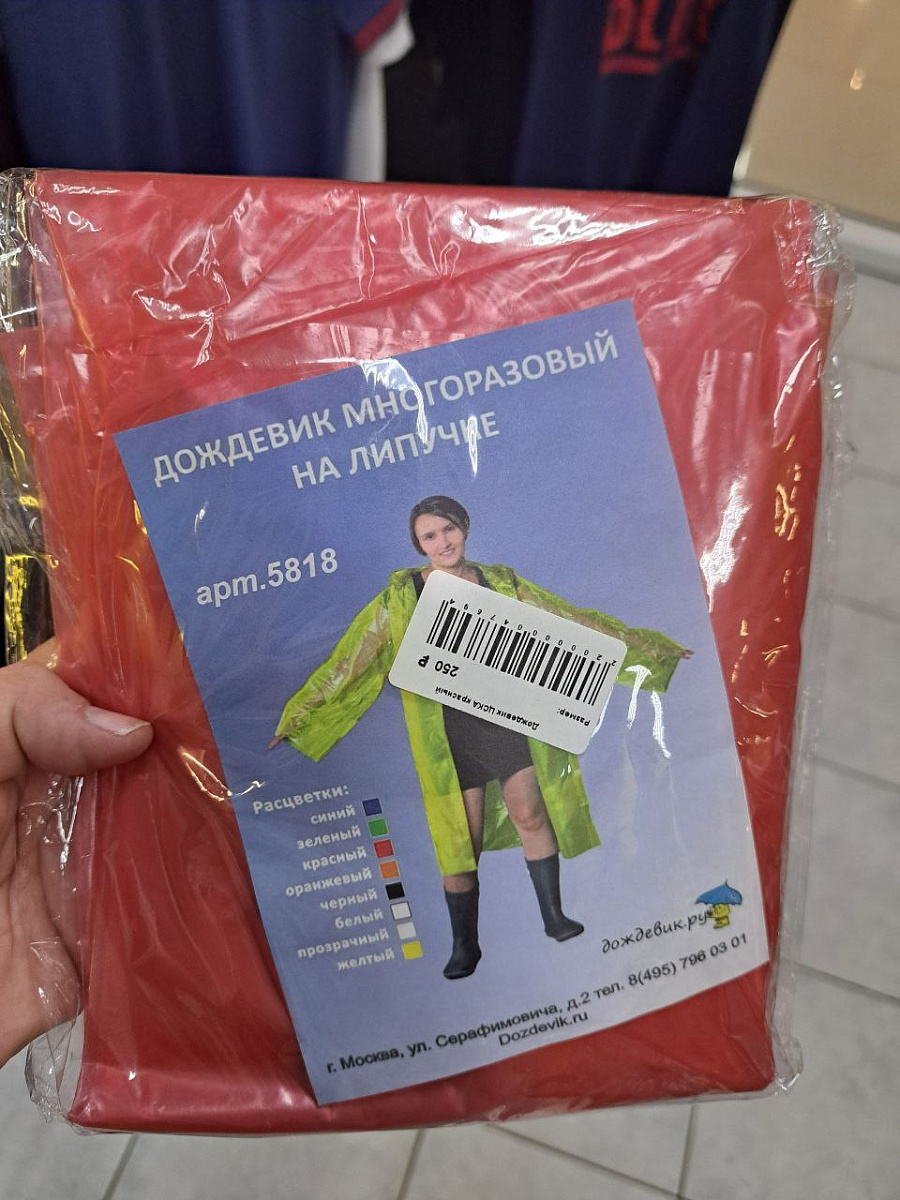 ДОЖДЕВИК МНОГОРАЗОВЫЙ
НА ЛИПУЧКЕ
арт.5818
Размер:
Дождевик ЦСКА красный
250 ₽
2200000047694
Расцветки:
синий
зеленый
красный
оранжевый
черный
белый
прозрачный
желтый
дождевик.ру
г. Москва, ул. Серафимовича, д.2 тел. 8(495) 796 03 01
Dozdevik.ru